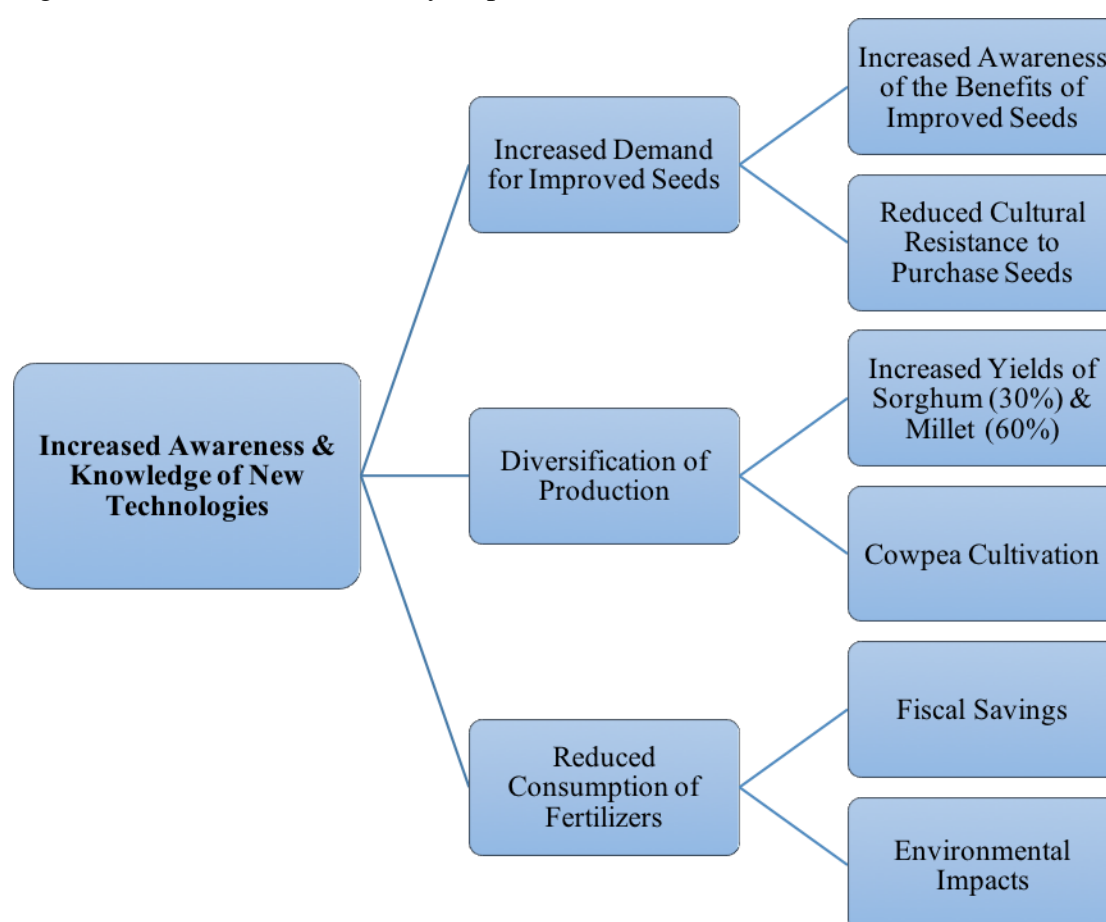 Increased Awareness &
Knowledge of New
Technologies
Increased Demand
for Improved Seeds
Increased Awareness
of the Benefits of
Improved Seeds
Reduced Cultural
Resistance to
Purchase Seeds
Diversification of
Production
Increased Yields of
Sorghum (30%) &
Millet (60%)
Cowpea Cultivation
Reduced
Consumption of
Fertilizers
Fiscal Savings
Environmental
Impacts